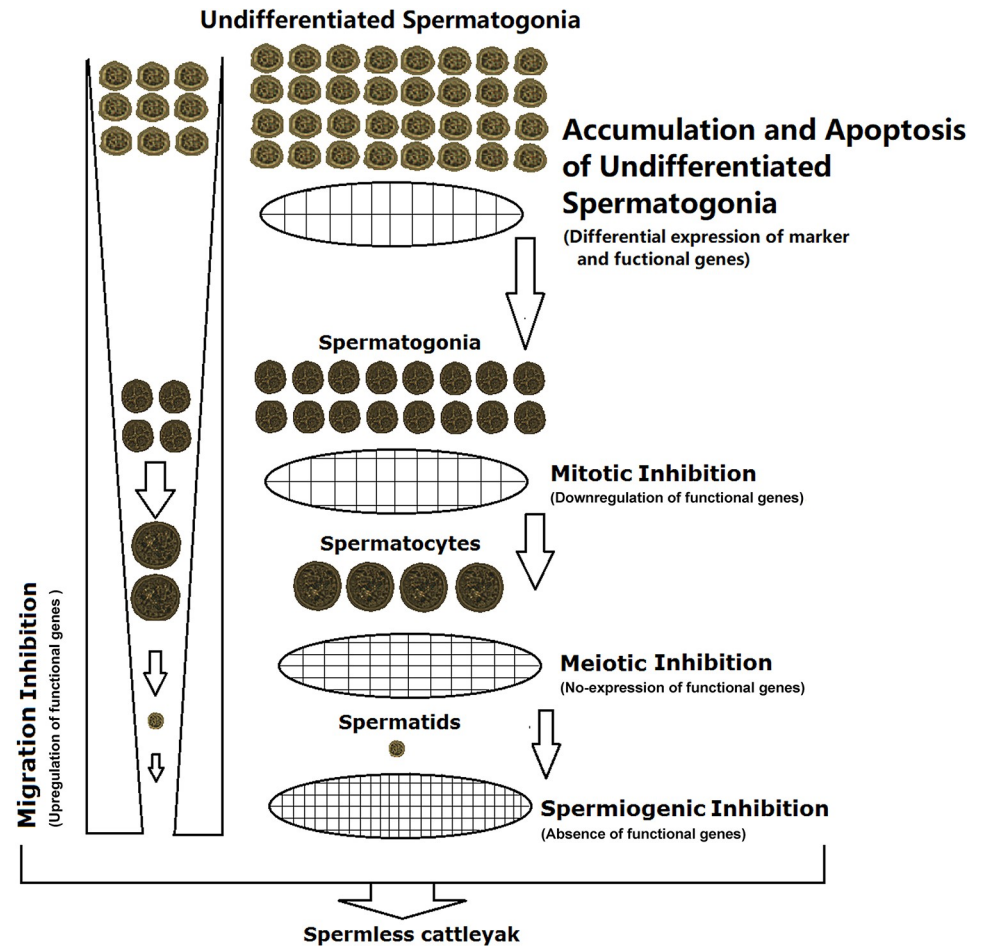 Undifferentiated Spermatogonia
Accumulation and Apoptosis
of Undifferentiated
Spermatogonia
(Differential expression of marker
and fuctional genes)
Spermatogonia
Mitotic Inhibition
(Downregulation of functional genes)
Spermatocytes
Meiotic Inhibition
(No-expression of functional genes)
Spermatids
Spermiogenic Inhibition
(Absence of functional genes)
Migration Inhibition
(Upregulation of functional genes )
Spermless cattleyak